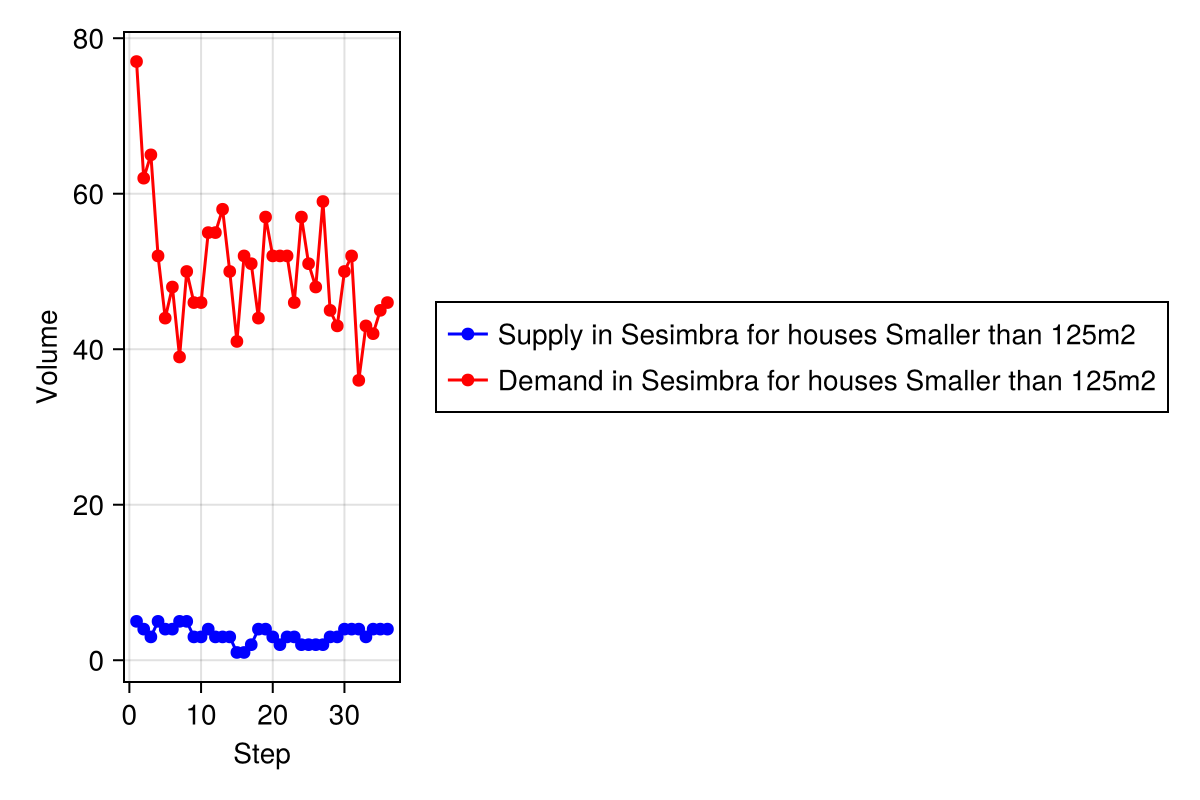 80
60
40
20
0
Volume
0 10 20 30
Step
Supply in Sesimbra for houses Smaller than 125m2
Demand in Sesimbra for houses Smaller than 125m2